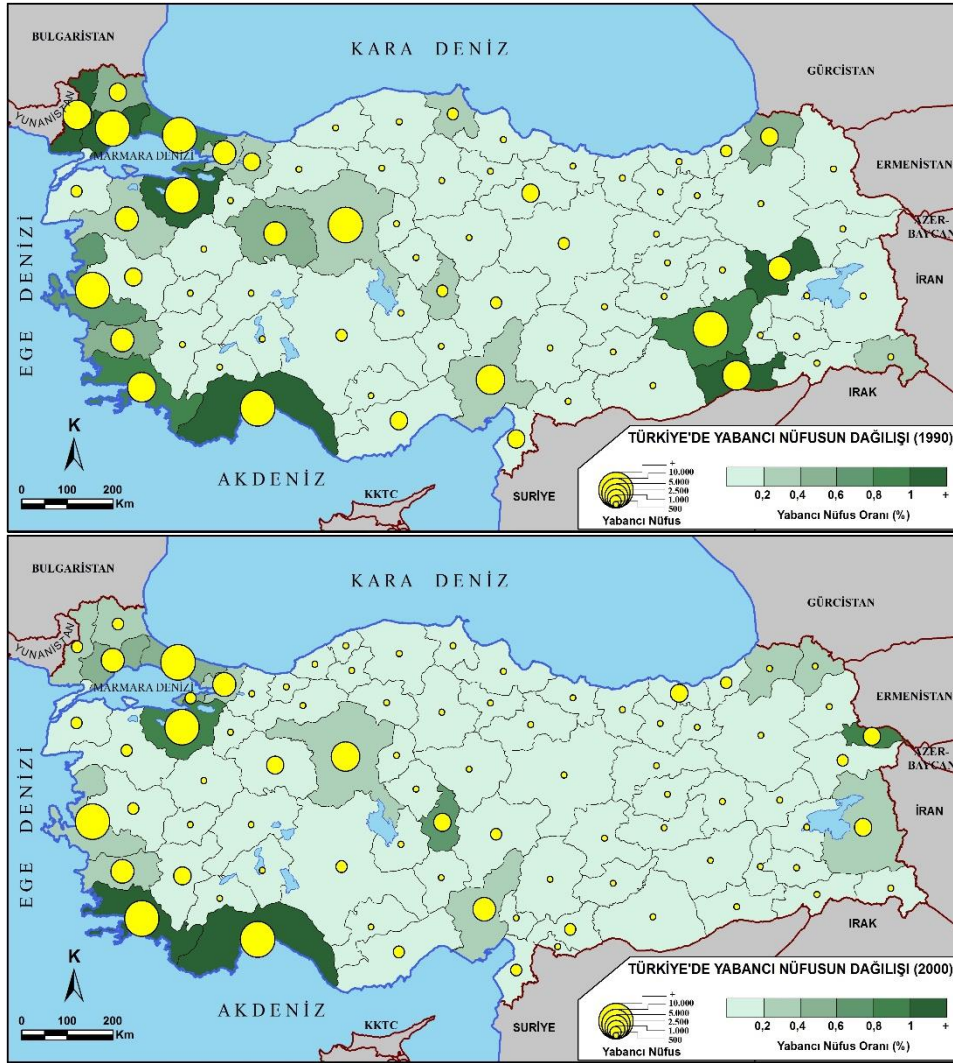 BULGARİSTAN
KARA DENİZ
GÜRCİSTAN
YUNANİSTAN
MARMARA DENİZİ
ERMENİSTAN
AZER-
BAYCAN
İRAN
EGE DENİZİ
IRAK
K
0 100 200
Km
AKDENİZ
KKTC
SURİYE
TÜRKİYE'DE YABANCI NÜFUSUN DAĞILIŞI (1990)
+
10.000
5.000
2.500
1.000
500
Yabancı Nüfus
0,2 0,4 0,6 0,8 1 +
Yabancı Nüfus Oranı (%)
BULGARİSTAN
KARA DENİZ
GÜRCİSTAN
YUNANİSTAN
MARMARA DENİZİ
ERMENİSTAN
AZER-
BAYCAN
İRAN
EGE DENİZİ
IRAK
K
0 100 200
Km
AKDENİZ
KKTC
SURİYE
TÜRKİYE'DE YABANCI NÜFUSUN DAĞILIŞI (2000)
+
10.000
5.000
2.500
1.000
500
Yabancı Nüfus
0,2 0,4 0,6 0,8 1 +
Yabancı Nüfus Oranı (%)